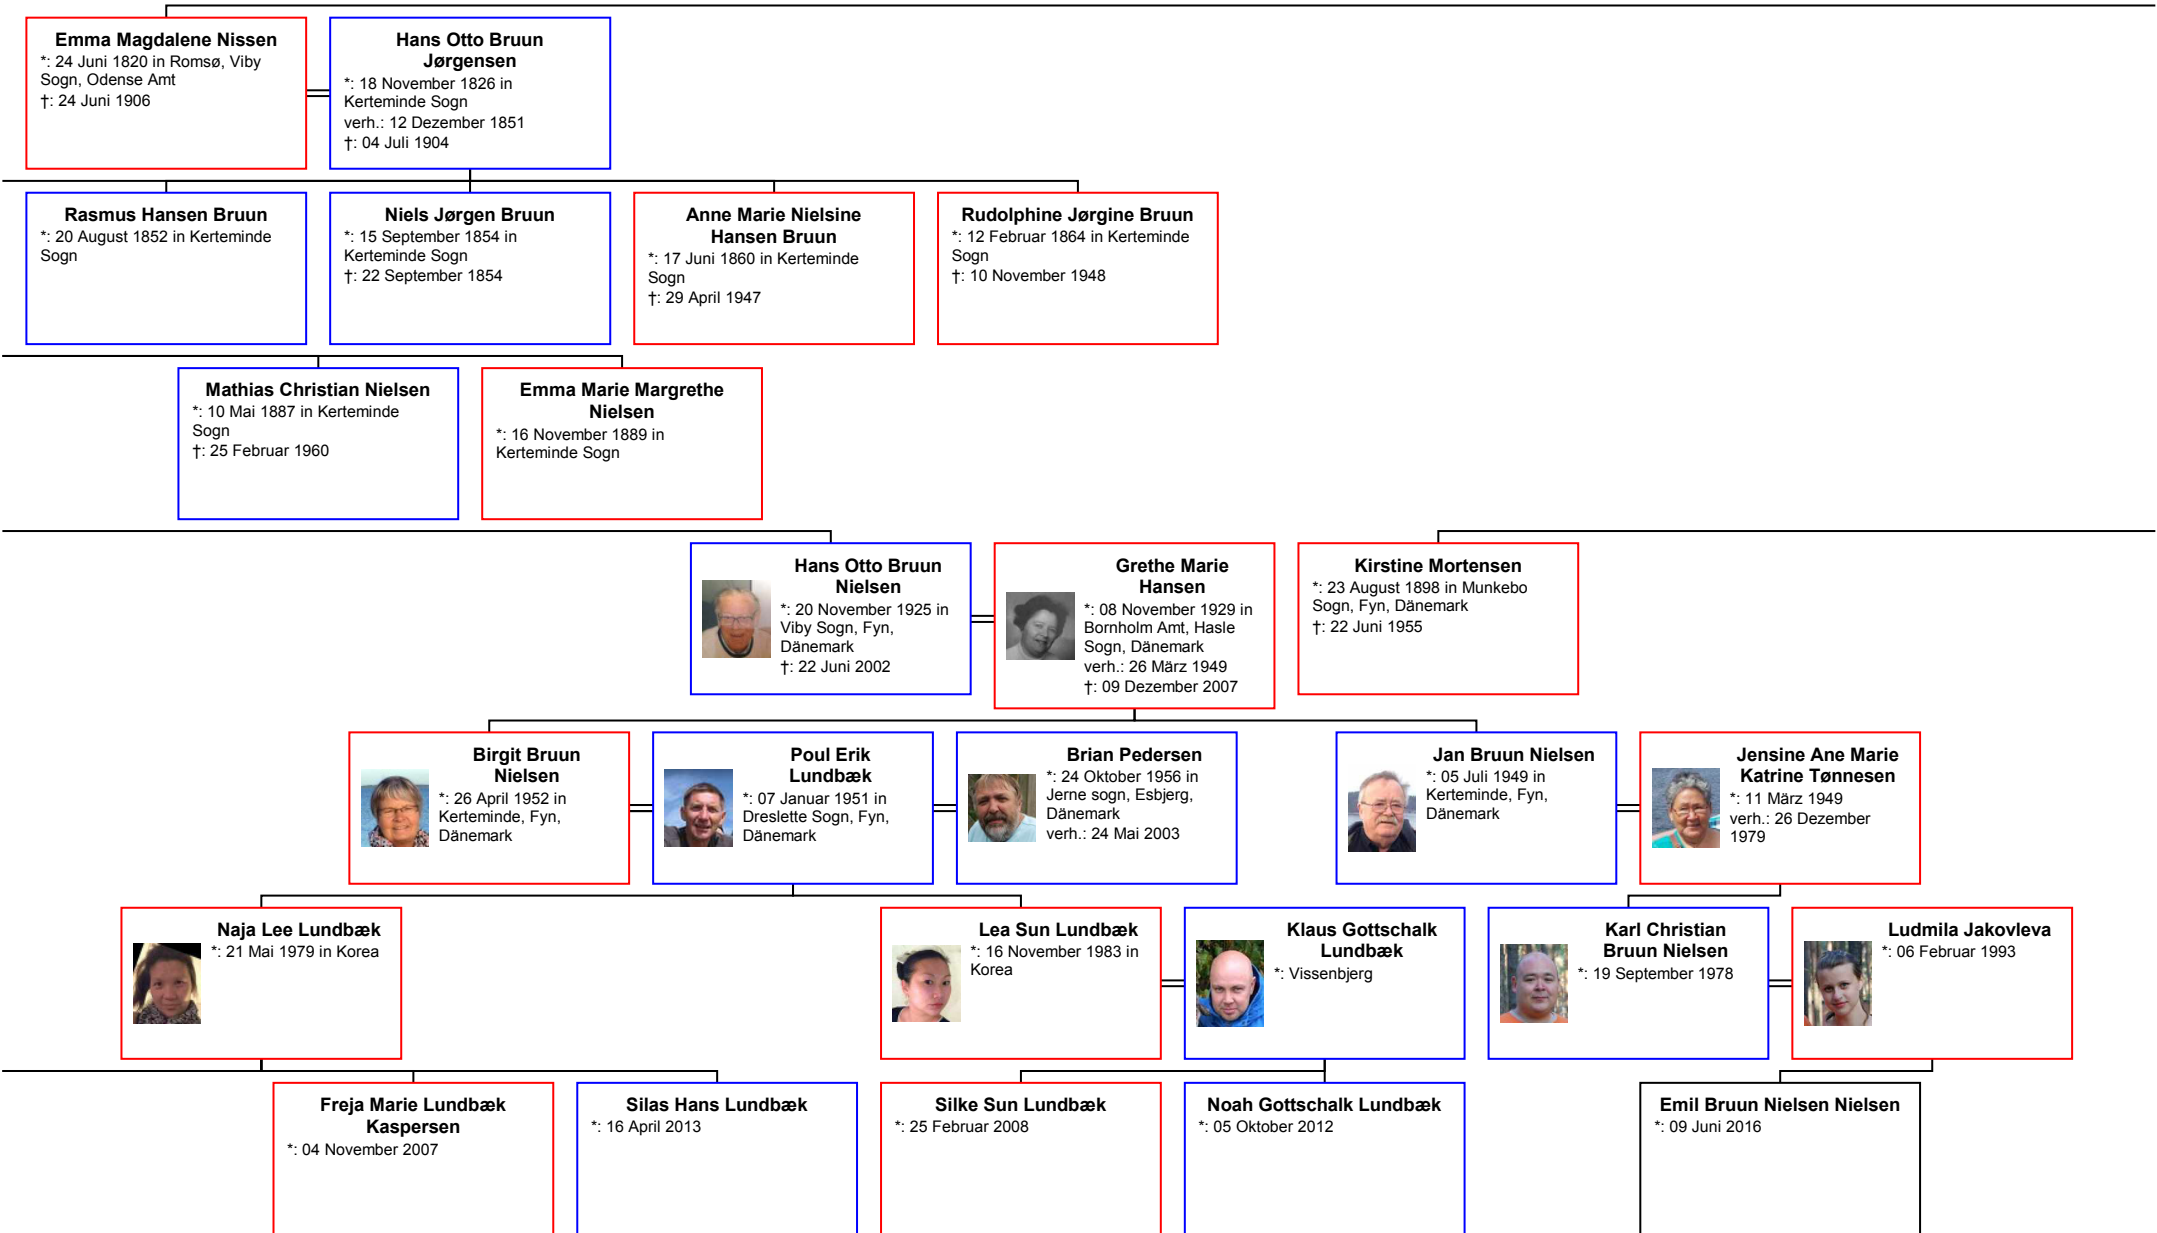 Emma Magdalene Nissen
*: 24 Juni 1820 in Romsø, Viby
Sogn, Odense Amt
†: 24 Juni 1906
Hans Otto Bruun
Jørgensen
*: 18 November 1826 in
Kerteminde Sogn
verh.: 12 Dezember 1851
†: 04 Juli 1904
Rasmus Hansen Bruun
*: 20 August 1852 in Kerteminde
Sogn
Niels Jørgen Bruun
*: 15 September 1854 in
Kerteminde Sogn
†: 22 September 1854
Anne Marie Nielsine
Hansen Bruun
*: 17 Juni 1860 in Kerteminde
Sogn
†: 29 April 1947
Rudolphine Jørgine Bruun
*: 12 Februar 1864 in Kerteminde
Sogn
†: 10 November 1948
Mathias Christian Nielsen
*: 10 Mai 1887 in Kerteminde
Sogn
†: 25 Februar 1960
Emma Marie Margrethe
Nielsen
*: 16 November 1889 in
Kerteminde Sogn
Hans Otto Bruun
Nielsen
*: 20 November 1925 in
Viby Sogn, Fyn,
Dänemark
†: 22 Juni 2002
Grethe Marie
Hansen
*: 08 November 1929 in
Bornholm Amt, Hasle
Sogn, Dänemark
verh.: 26 März 1949
†: 09 Dezember 2007
Kirstine Mortensen
*: 23 August 1898 in Munkebo
Sogn, Fyn, Dänemark
†: 22 Juni 1955
Birgit Bruun
Nielsen
*: 26 April 1952 in
Kerteminde, Fyn,
Dänemark
Poul Erik
Lundbæk
*: 07 Januar 1951 in
Dreslette Sogn, Fyn,
Dänemark
Brian Pedersen
*: 24 Oktober 1956 in
Jerne sogn, Esbjerg,
Dänemark
verh.: 24 Mai 2003
Jan Bruun Nielsen
*: 05 Juli 1949 in
Kerteminde, Fyn,
Dänemark
Jensine Ane Marie
Katrine Tønnesen
*: 11 März 1949
verh.: 26 Dezember
1979
Naja Lee Lundbæk
*: 21 Mai 1979 in Korea
Lea Sun Lundbæk
*: 16 November 1983 in
Korea
Klaus Gottschalk
Lundbæk
*: Vissenbjerg
Karl Christian
Bruun Nielsen
*: 19 September 1978
Ludmila Jakovleva
*: 06 Februar 1993
Freja Marie Lundbæk
Kaspersen
*: 04 November 2007
Silas Hans Lundbæk
*: 16 April 2013
Silke Sun Lundbæk
*: 25 Februar 2008
Noah Gottschalk Lundbæk
*: 05 Oktober 2012
Emil Bruun Nielsen Nielsen
*: 09 Juni 2016